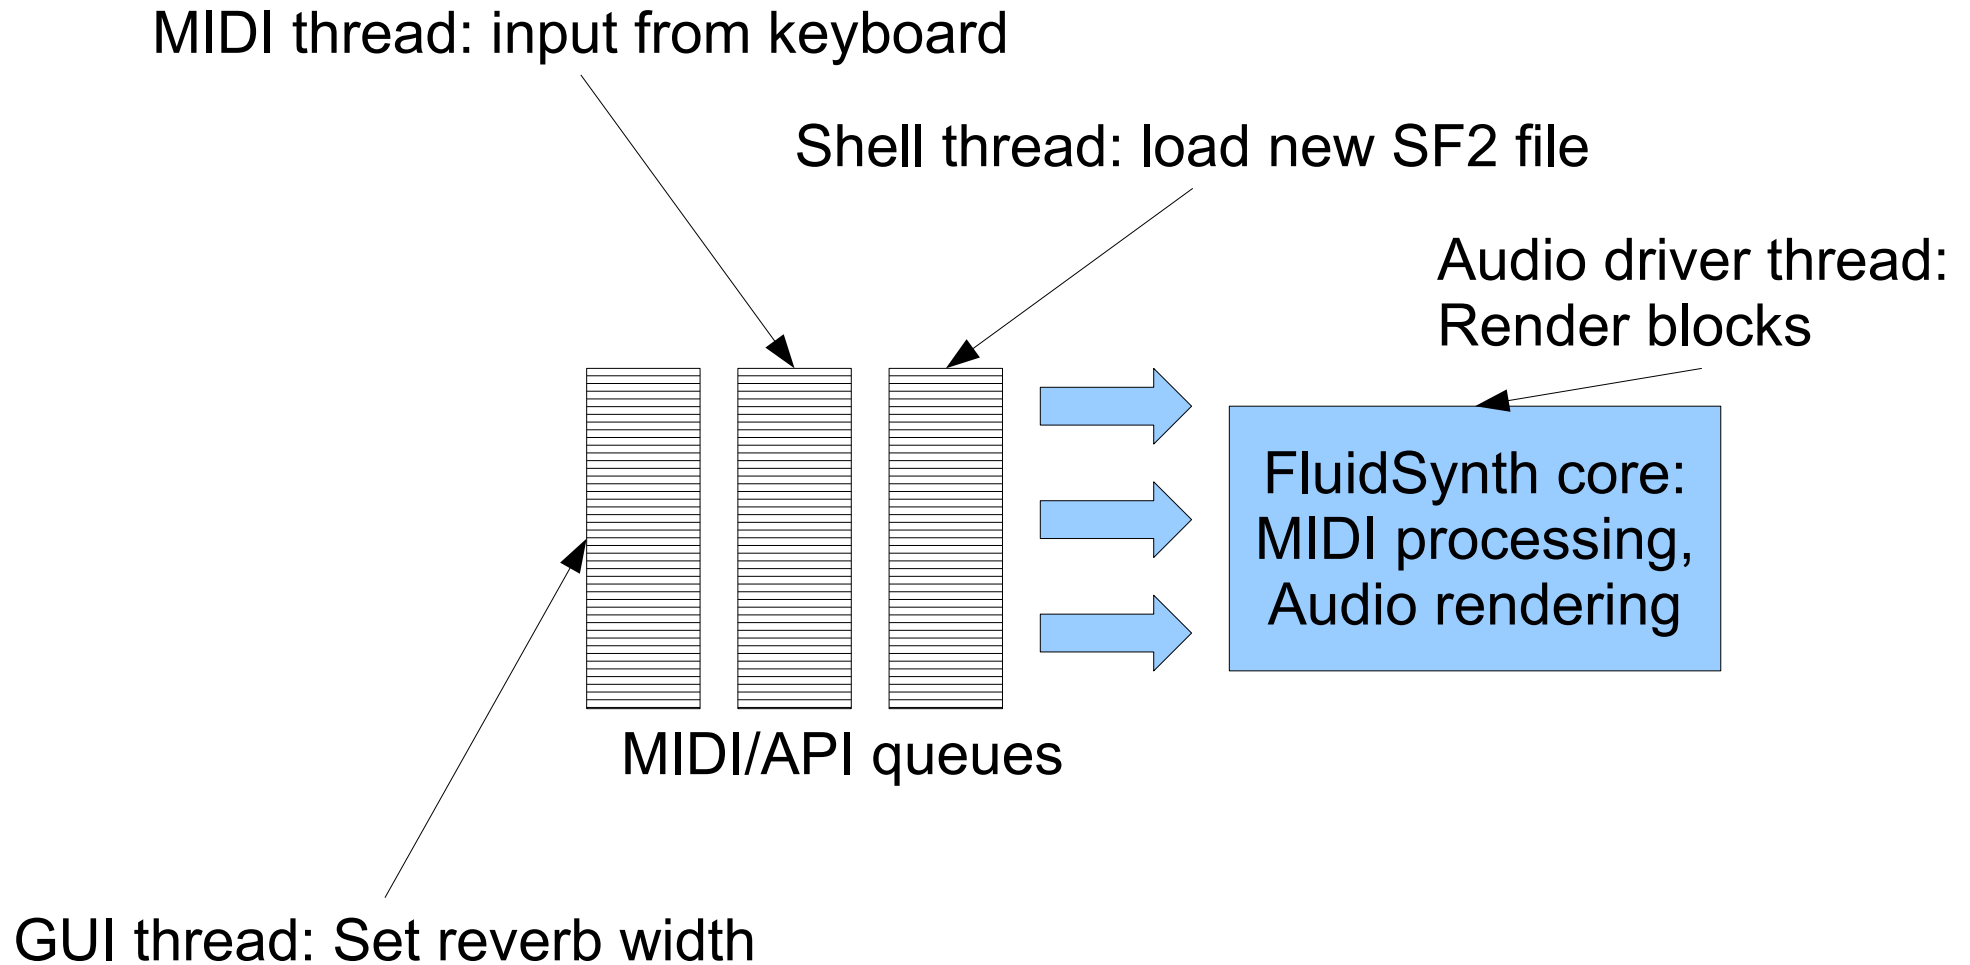 MIDI thread: input from keyboard
Shell thread: load new SF2 file
Audio driver thread:
Render blocks
FluidSynth core:
MIDI processing,
Audio rendering
MIDI/API queues
GUI thread: Set reverb width